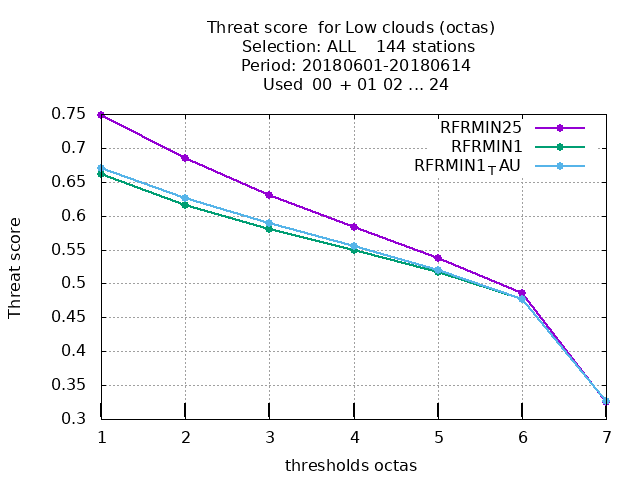 Threat score  for Low clouds (octas)
Selection: ALL    144 stations
Period: 20180601-20180614
Used  00  + 01 02 ... 24
0.75
0.7
0.65
0.6
0.55
0.5
0.45
0.4
0.35
0.3
Threat score
RFRMIN25
RFRMIN1
RFRMIN1TAU
1 2 3 4 5 6 7
thresholds octas